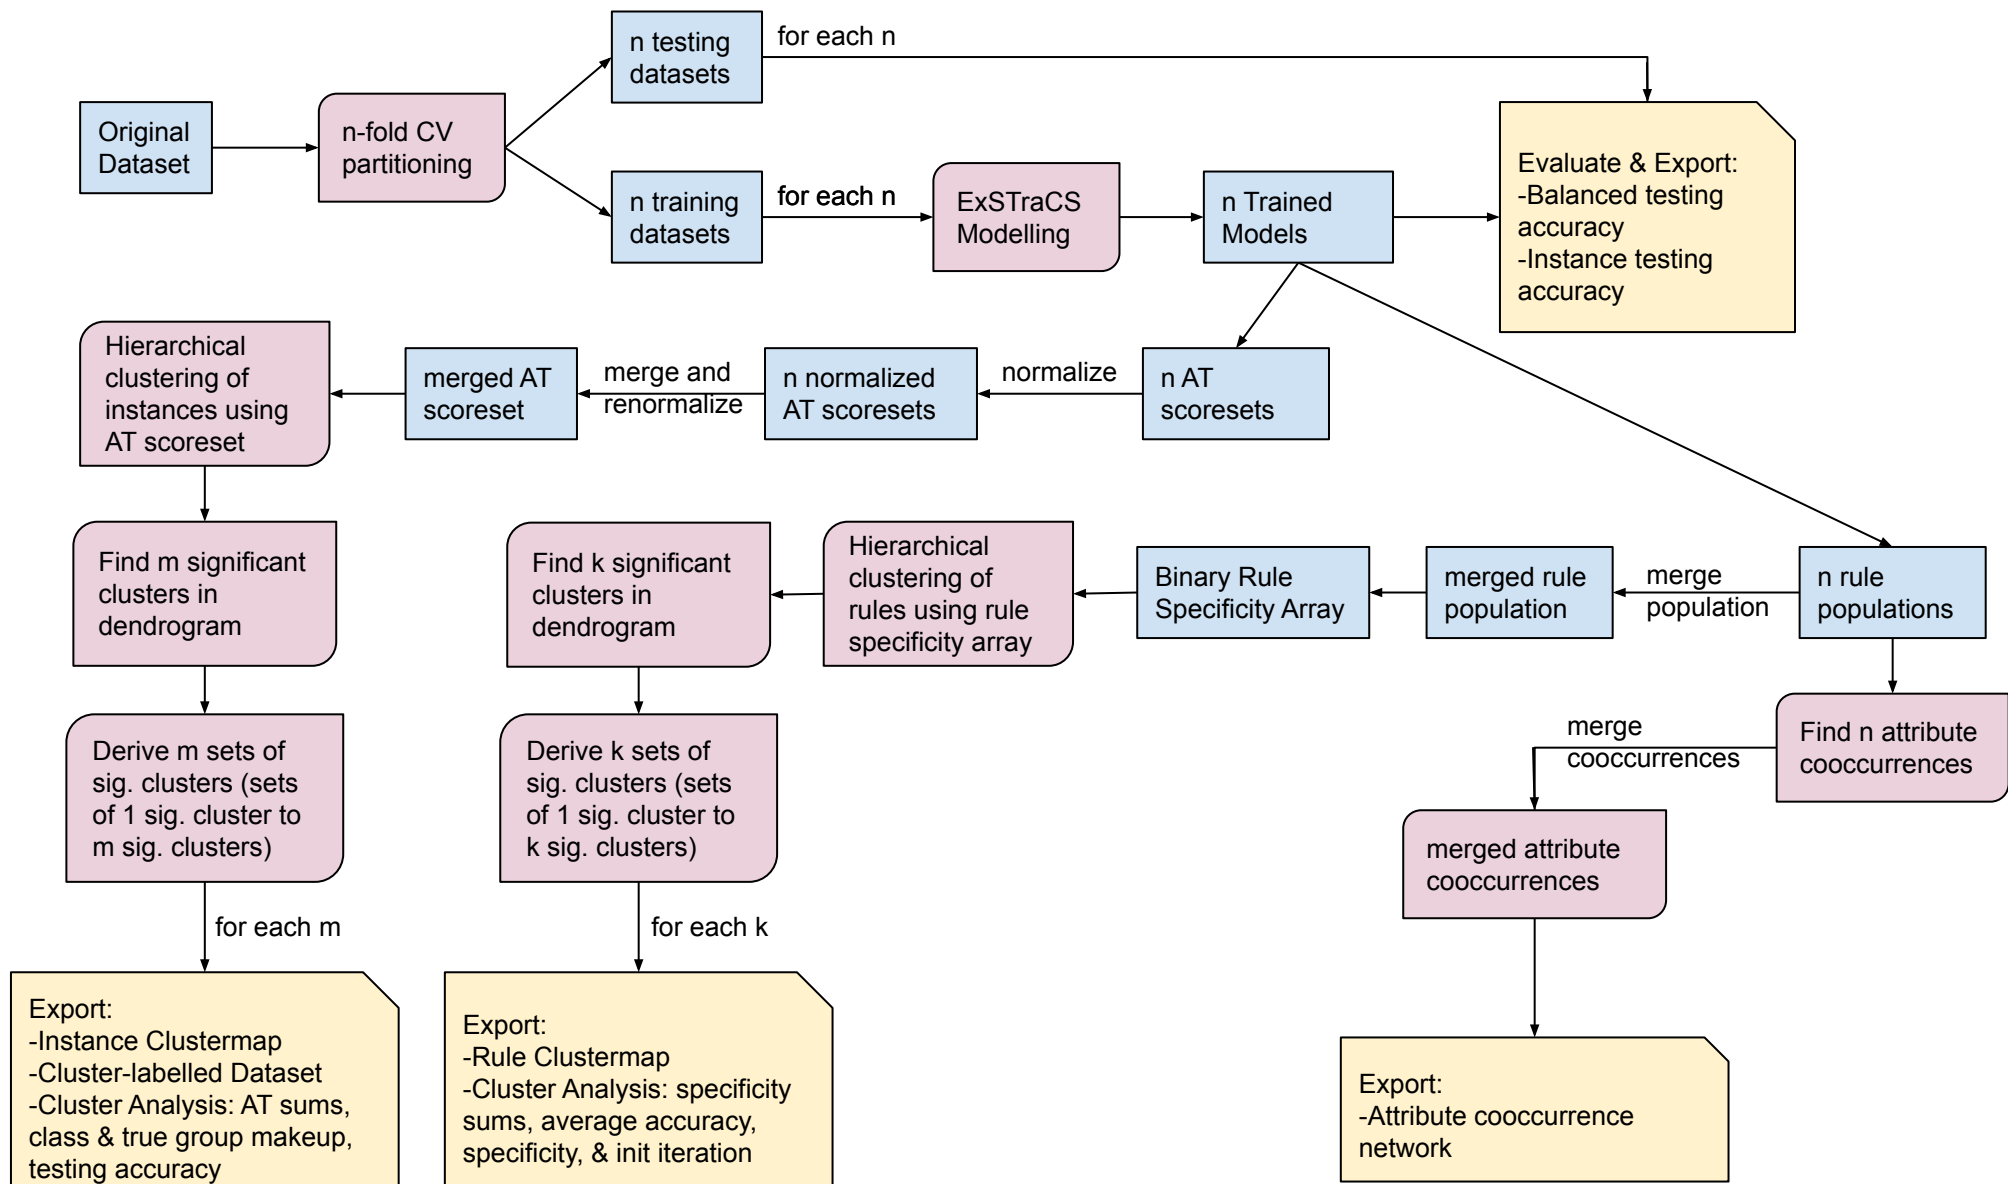 n testing
datasets
for each n
Original
Dataset
n-fold CV
partitioning
n training
datasets
for each n
ExSTraCS
Modelling
n Trained
Models
Evaluate & Export:
-Balanced testing
accuracy
-Instance testing
accuracy
Hierarchical
clustering of
instances using
AT scoreset
merged AT
scoreset
merge and
renormalize
n normalized
AT scoresets
normalize
n AT
scoresets
Find m significant
clusters in
dendrogram
Find k significant
clusters in
dendrogram
Hierarchical
clustering of
rules using rule
specificity array
Binary Rule
Specificity Array
merged rule
population
merge
population
n rule
populations
Derive m sets of
sig. clusters (sets
of 1 sig. cluster to
m sig. clusters)
Derive k sets of
sig. clusters (sets
of 1 sig. cluster to
k sig. clusters)
merge
cooccurrences
Find n attribute
cooccurrences
merged attribute
cooccurrences
for each m
for each k
Export:
-Instance Clustermap
-Cluster-labelled Dataset
-Cluster Analysis: AT sums,
class & true group makeup,
testing accuracy
Export:
-Rule Clustermap
-Cluster Analysis: specificity
sums, average accuracy,
specificity, & init iteration
Export:
-Attribute cooccurrence
network